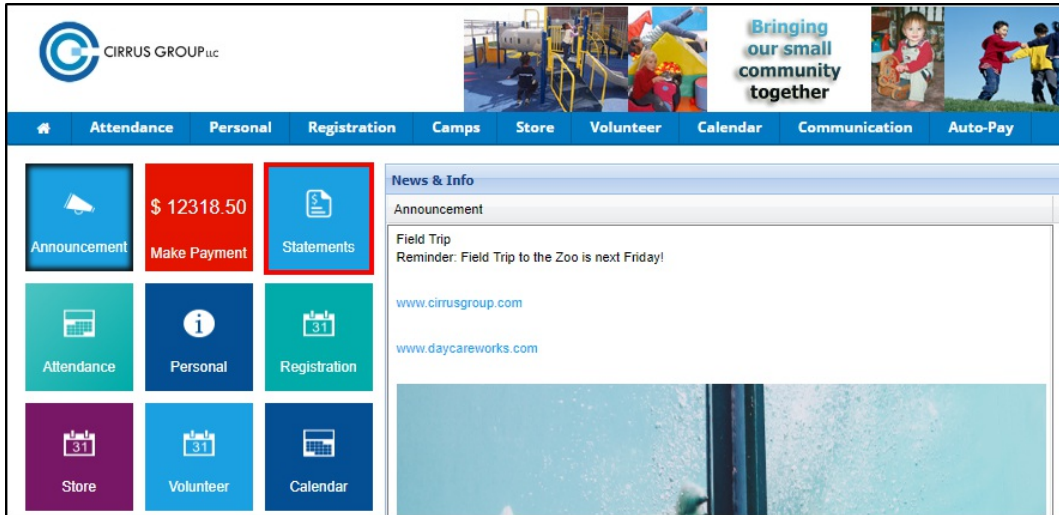 CIRRUS GROUP LLC
Bringing
our small
community
together
Attendance Personal Registration Camps Store Volunteer Calendar Communication Auto-Pay
Announcement
$ 12318.50
Make Payment
$
Statements
Attendance
i
Personal
31
Registration
31
Store
31
Volunteer
Calendar
News & Info
Announcement
Field Trip
Reminder: Field Trip to the Zoo is next Friday!
www.cirrusgroup.com
www.daycareworks.com